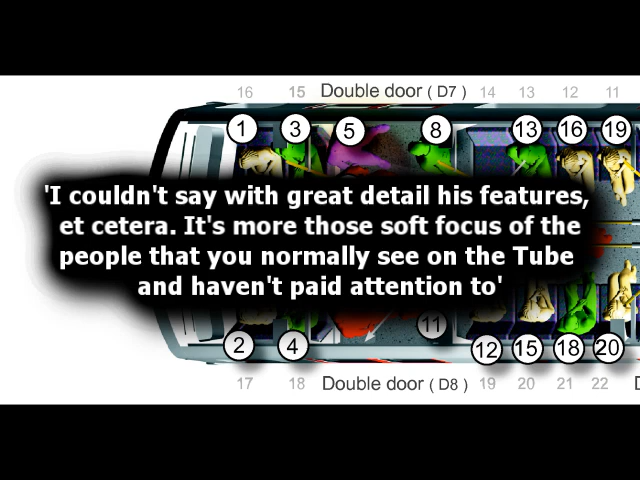 16 15 Double door ( D7 ) 14 13 12 11
1 3 5 8 13 16 19
'I couldn't say with great detail his features,
et cetera. It's more those soft focus of the
people that you normally see on the Tube
and haven't paid attention to'
11
2 4 12 15 18 20
17 18 Double door ( D8 ) 19 20 21 22 D